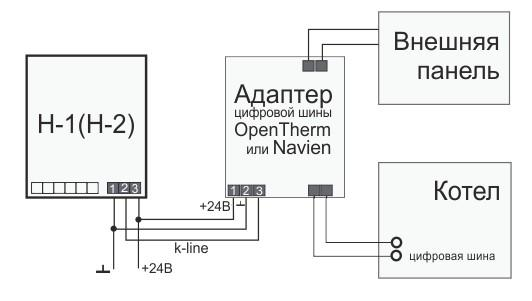 Внешняя
панель
Адаптер
цифровой шины
OpenTherm
или Navien
H-1(H-2)
1 2 3
1 2 3
Котел
+24В
k-line
цифровая шина
+24В